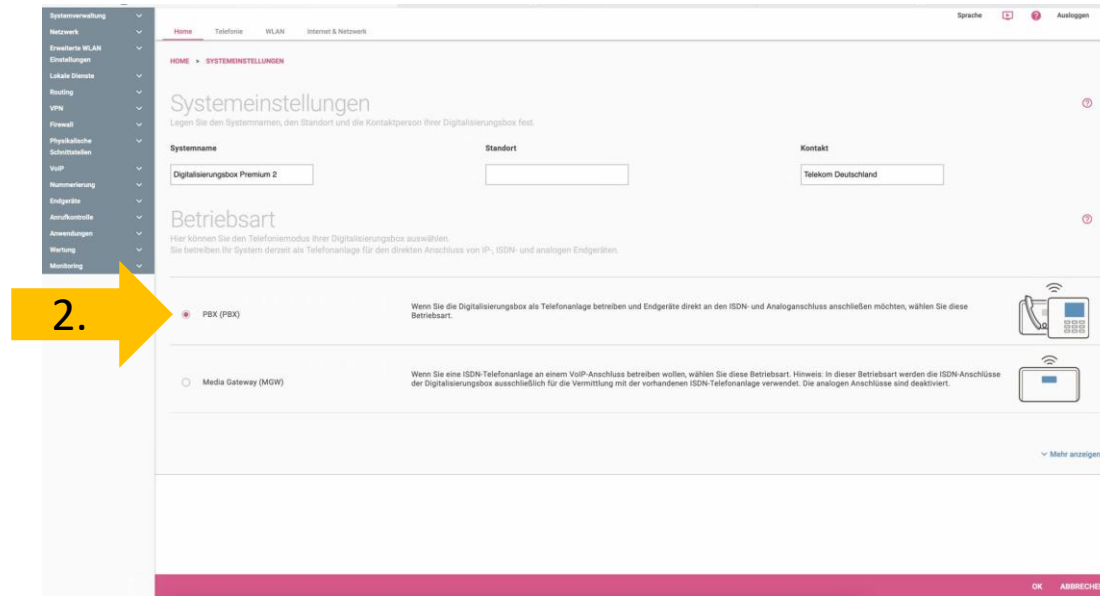 Systemverwaltung
Netzwerk
Erweiterte WLAN
Einstellungen
Lokale Dienste
Routing
VPN
Firewall
Physikalische
Schnittstellen
VoIP
Nummerierung
Endgeräte
Anrufkontrolle
Anwendungen
Wartung
Monitoring
Sprache ? Ausloggen
Home Telefonie WLAN Internet & Netzwerk
HOME » SYSTEMEINSTELLUNGEN
Systemeinstellungen ?
Legen Sie den Systemnamen, den Standort und die Kontaktperson Ihrer Digitalisierungsbox fest.
Systemname Standort Kontakt
Digitalisierungsbox Premium 2 Telekom Deutschland
Betriebsart ?
Hier können Sie den Telefoniemodus Ihrer Digitalisierungsbox auswählen.
Sie betreiben Ihr System derzeit als Telefonanlage für den direkten Anschluss von IP-, ISDN- und analogen Endgeräten.
2.
PBX (PBX)
Wenn Sie die Digitalisierungsbox als Telefonanlage betreiben und Endgeräte direkt an den ISDN- und Analoganschluss anschließen möchten, wählen Sie diese
Betriebsart.
Media Gateway (MGW)
Wenn Sie eine ISDN-Telefonanlage an einem VoIP-Anschluss betreiben wollen, wählen Sie diese Betriebsart. Hinweis: In dieser Betriebsart werden die ISDN-Anschlüsse
der Digitalisierungsbox ausschließlich für die Vermittlung mit der vorhandenen ISDN-Telefonanlage verwendet. Die analogen Anschlüsse sind deaktiviert.
Mehr anzeigen
OK ABBRECHEN